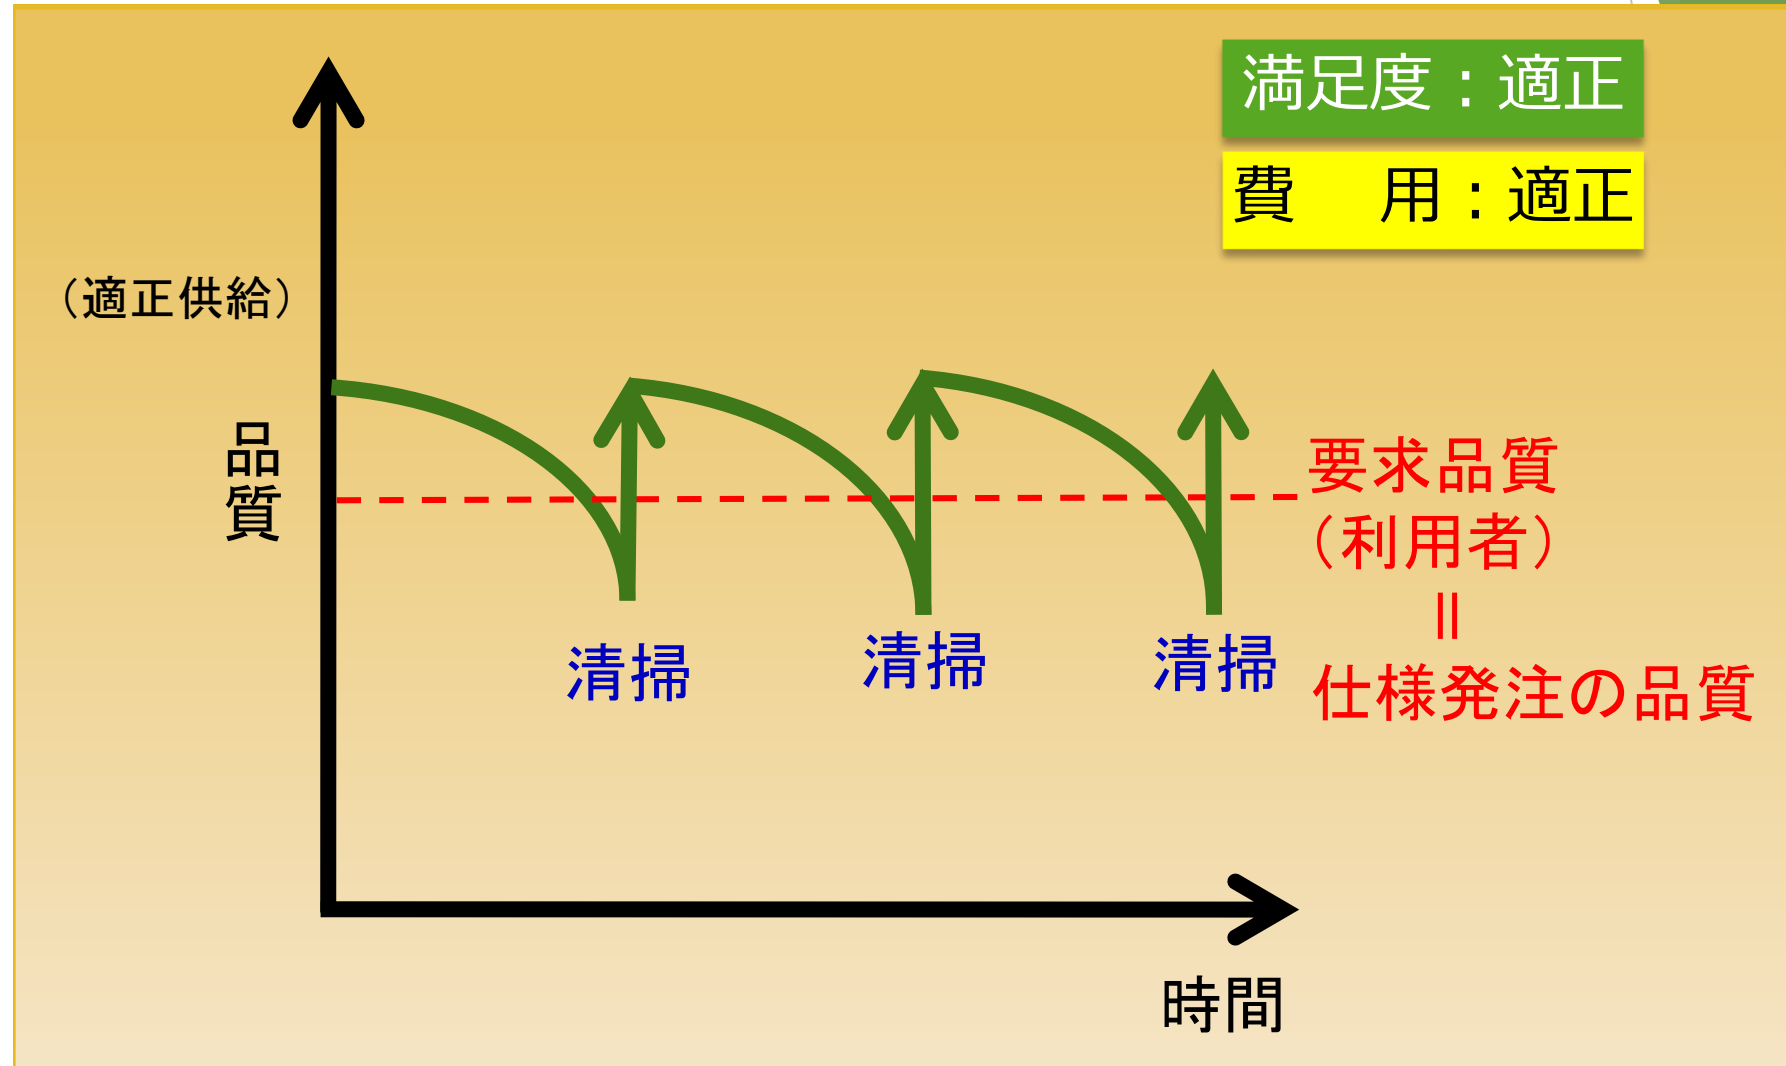 満足度：適正
費　用：適正
（適正供給）
品質
要求品質
（利用者）
＝
仕様発注の品質
清掃
清掃
清掃
時間